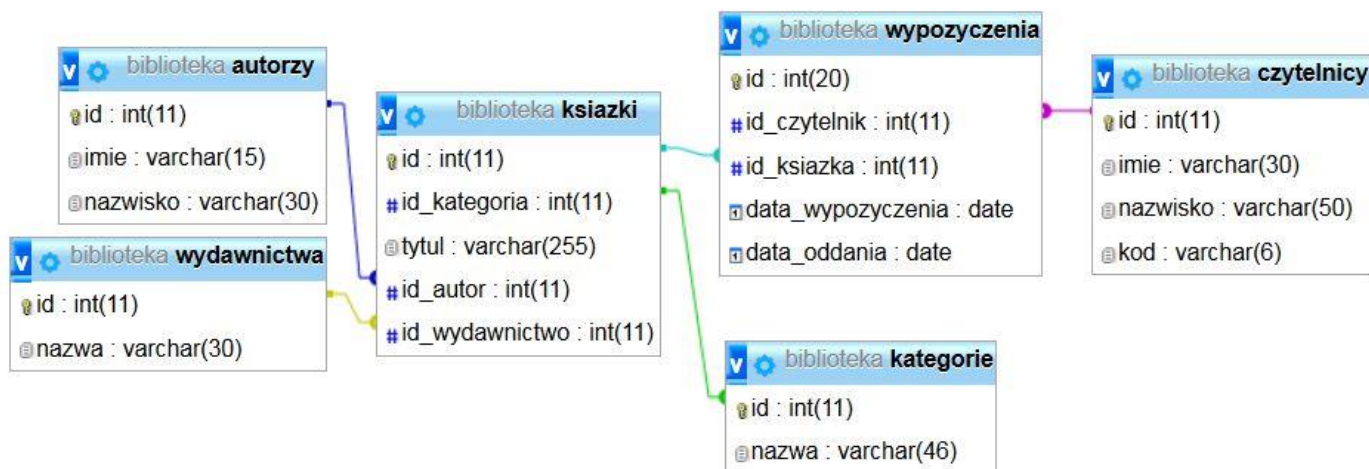 biblioteka autorzy
id : int(11)
imie : varchar(15)
nazwisko : varchar(30)
biblioteka wydawnictwa
id : int(11)
nazwa : varchar(30)
biblioteka ksiazki
id : int(11)
id_kategoria : int(11)
tytul : varchar(255)
id_autor : int(11)
id_wydawnictwo : int(11)
biblioteka wypozyczenia
id : int(20)
id_czytelnik : int(11)
id_ksiazka : int(11)
data_wypozyczenia : date
data_oddania : date
biblioteka kategorie
id : int(11)
nazwa : varchar(46)
biblioteka czytelnicy
id : int(11)
imie : varchar(30)
nazwisko : varchar(50)
kod : varchar(6)